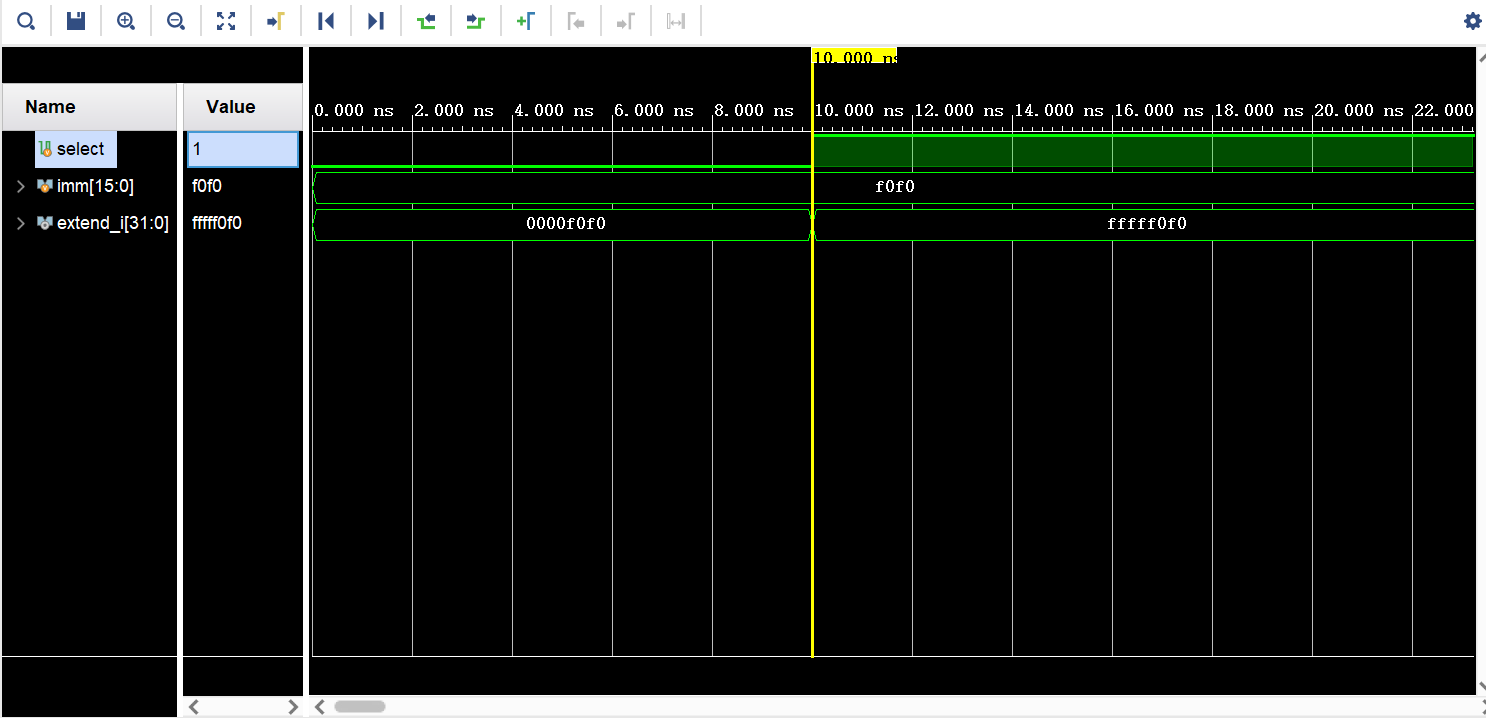 10.000 ns
Name Value
0.000 ns 2.000 ns 4.000 ns 6.000 ns 8.000 ns 10.000 ns 12.000 ns 14.000 ns 16.000 ns 18.000 ns 20.000 ns 22.000
select 1
imm[15:0] f0f0 f0f0
extend_i[31:0] fffff0f0 0000f0f0 fffff0f0